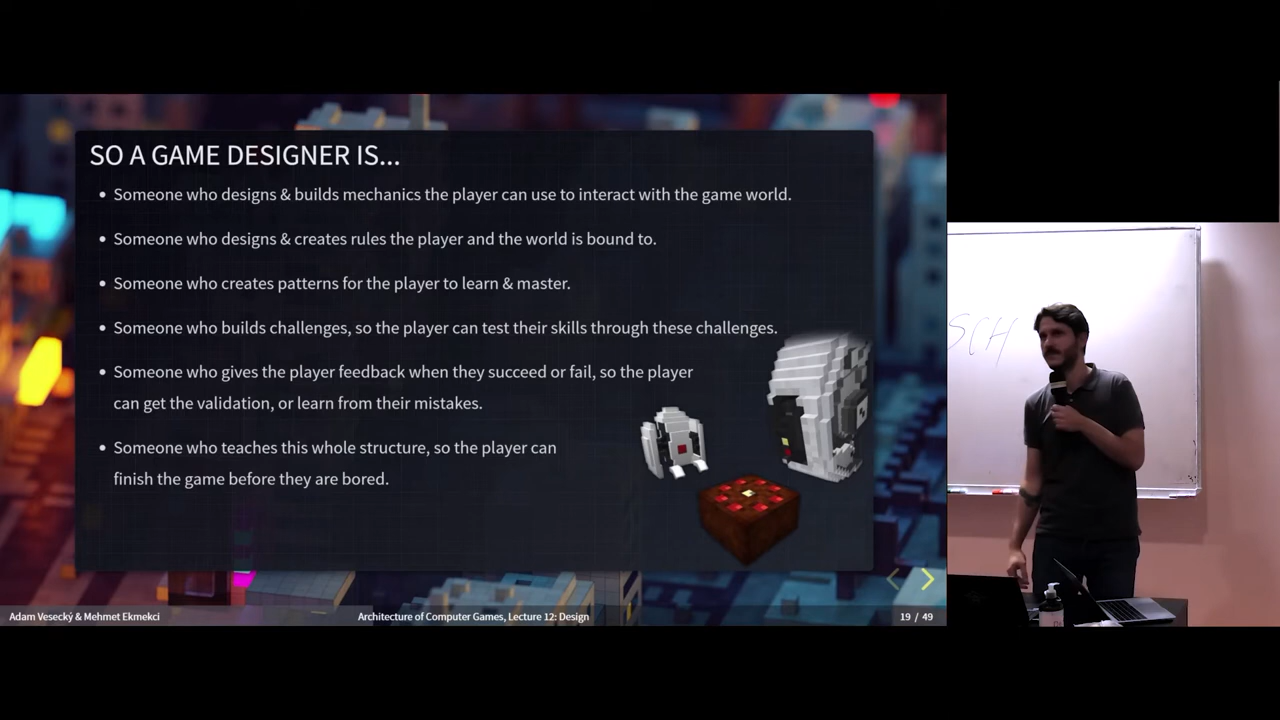 SO A GAME DESIGNER IS...
• Someone who designs & builds mechanics the player can use to interact with the game world.
• Someone who designs & creates rules the player and the world is bound to.
• Someone who creates patterns for the player to learn & master.
• Someone who builds challenges, so the player can test their skills through these challenges.
• Someone who gives the player feedback when they succeed or fail, so the player
can get the validation, or learn from their mistakes.
• Someone who teaches this whole structure, so the player can
finish the game before they are bored.
SCH
Adam Vesecký & Mehmet Ekmekci
Architecture of Computer Games, Lecture 12: Design
19 / 49